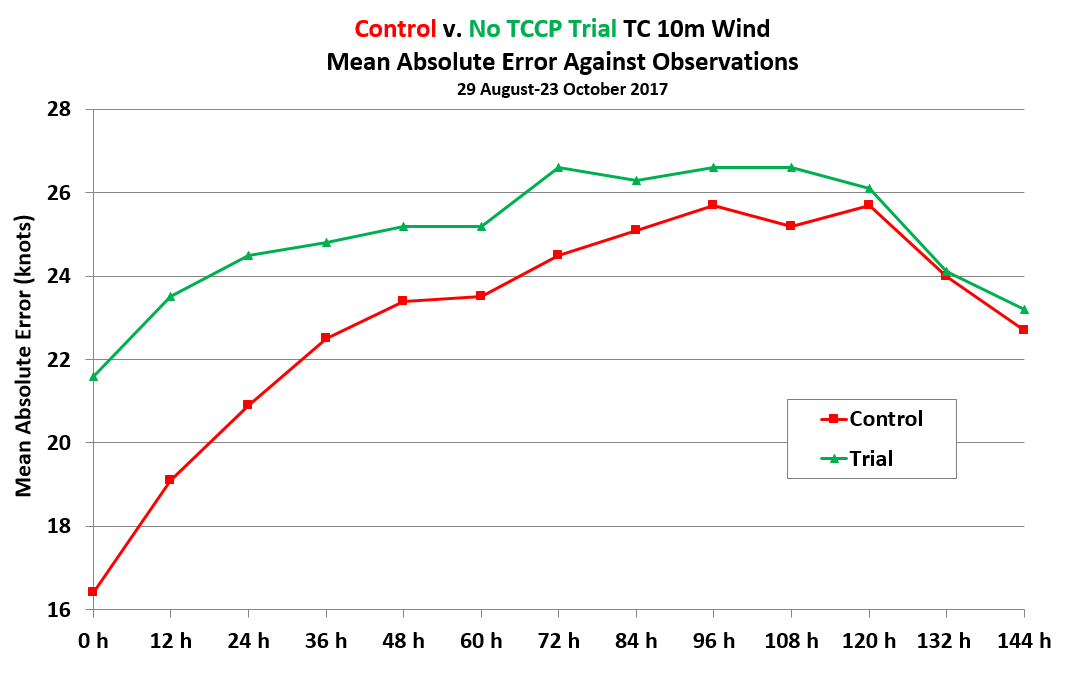 Control v. No TCCP Trial TC 10m Wind
Mean Absolute Error Against Observations
29 August-23 October 2017
Mean Absolute Error (knots)
28
26
24
22
20
18
16
Control
Trial
0 h 12 h 24 h 36 h 48 h 60 h 72 h 84 h 96 h 108 h 120 h 132 h 144 h